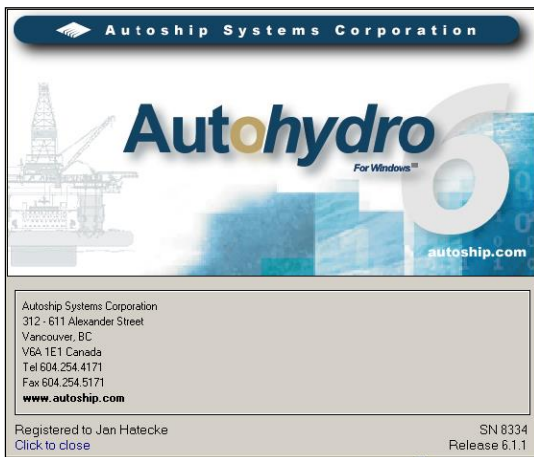 Autoship Systems Corporation
Autohydro 6
For Windows™
autoship.com
Autoship Systems Corporation
312 - 611 Alexander Street
Vancouver, BC
V6A 1E1 Canada
Tel 604.254.4171
Fax 604.254.5171
www.autoship.com
Registered to Jan Hatecke
SN 8334
Click to close
Release 6.1.1